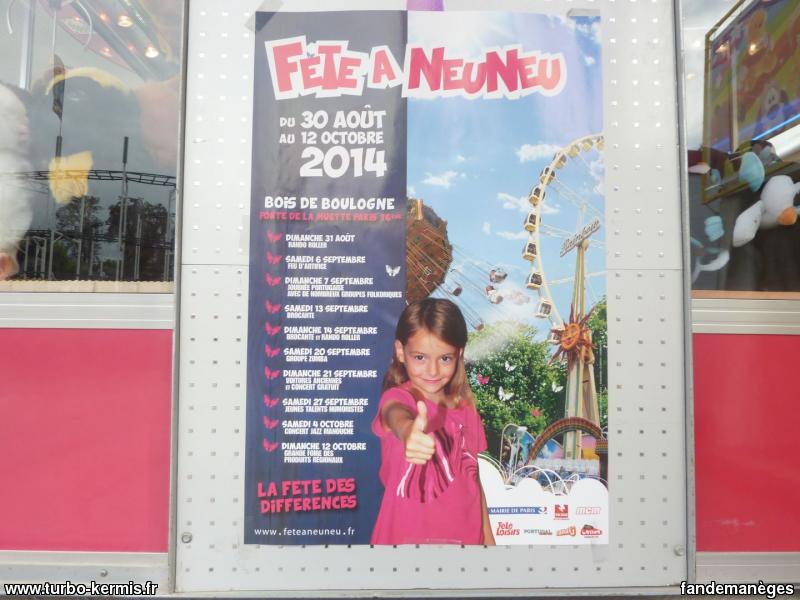 FÊTE A NEUNEU
DU 30 AOÛT
AU 12 OCTOBRE
2014
BOIS DE BOULOGNE
PORTE DE LA MUETTE PARIS 16ÈME
DIMANCHE 31 AOÛT
RANDO ROLLER
SAMEDI 6 SEPTEMBRE
FEU D'ARTIFICE
DIMANCHE 7 SEPTEMBRE
JOURNÉE PORTUGAISE
AVEC DE NOMBREUX GROUPES FOLKORIQUES
SAMEDI 13 SEPTEMBRE
BROCANTE
DIMANCHE 14 SEPTEMBRE
BROCANTE ET RANDO ROLLER
SAMEDI 20 SEPTEMBRE
GROUPE ZUMBA
DIMANCHE 21 SEPTEMBRE
VOITURES ANCIENNES
ET CONCERT GRATUIT
SAMEDI 27 SEPTEMBRE
JEUNES TALENTS HUMORISTES
SAMEDI 4 OCTOBRE
CONCERT JAZZ MANOUCHE
DIMANCHE 12 OCTOBRE
GRANDE FOIRE DES
PRODUITS RÉGIONAUX
LA FÊTE DES
DIFFÉRENCES
www.feteaneuneu.fr
MAIRIE DE PARIS
mcm
Télé
Loisirs
PORTUGAL
www.turbo-kermis.fr
fandemanèges